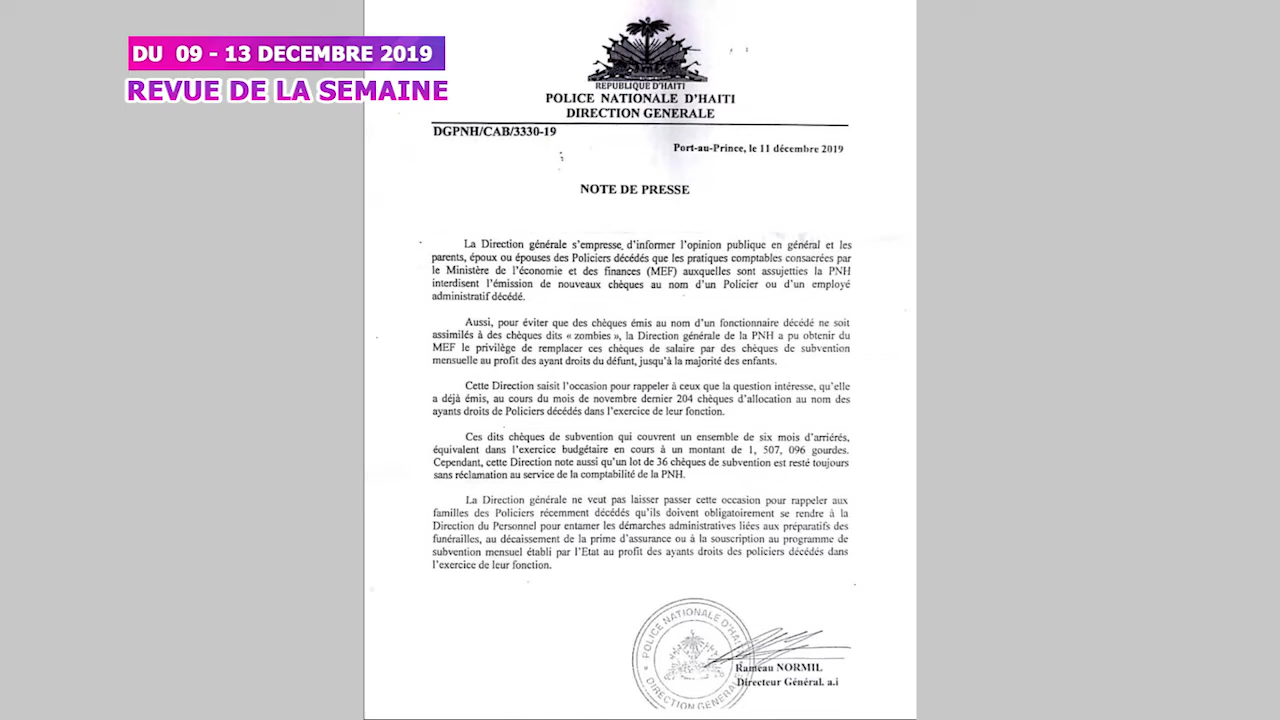 DU 09 - 13 DECEMBRE 2019
REVUE DE LA SEMAINE
REPUBLIQUE D'HAITI
POLICE NATIONALE D'HAITI
DIRECTION GENERALE
DGPNH/CAB/3330-19
Port-au-Prince, le 11 décembre 2019
NOTE DE PRESSE
La Direction générale s'empresse d'informer l'opinion publique en général et les
parents, époux ou épouses des Policiers décédés que les pratiques comptables consacrées par
le Ministère de l'économie et des finances (MEF) auxquelles sont assujetties la PNH
interdisent l'émission de nouveaux chèques au nom d'un Policier ou d'un employé
administratif décédé.
Aussi, pour éviter que des chèques émis au nom d'un fonctionnaire décédé ne soit
assimilés à des chèques dits « zombies », la Direction générale de la PNH a pu obtenir du
MEF le privilège de remplacer ces chèques de salaire par des chèques de subvention
mensuelle au profit des ayant droits du défunt, jusqu'à la majorité des enfants.
Cette Direction saisit l'occasion pour rappeler à ceux que la question intéresse, qu'elle
a déjà émis, au cours du mois de novembre dernier 204 chèques d'allocation au nom des
ayants droits de Policiers décédés dans l'exercice de leur fonction.
Ces dits chèques de subvention qui couvrent un ensemble de six mois d'arriérés,
équivalent dans l'exercice budgétaire en cours à un montant de 1, 507, 096 gourdes.
Cependant, cette Direction note aussi qu'un lot de 36 chèques de subvention est resté toujours
sans réclamation au service de la comptabilité de la PNH.
La Direction générale ne veut pas laisser passer cette occasion pour rappeler aux
familles des Policiers récemment décédés qu'ils doivent obligatoirement se rendre à la
Direction du Personnel pour entamer les démarches administratives liées aux préparatifs des
funérailles, au décaissement de la prime d'assurance ou à la souscription au programme de
subvention mensuel établi par l'Etat au profit des ayants droits des policiers décédés dans
l'exercice de leur fonction.
POLICE NATIONALE D'HAITI
DIRECTION GENERALE
Rameau NORMIL
Directeur Général. a.i